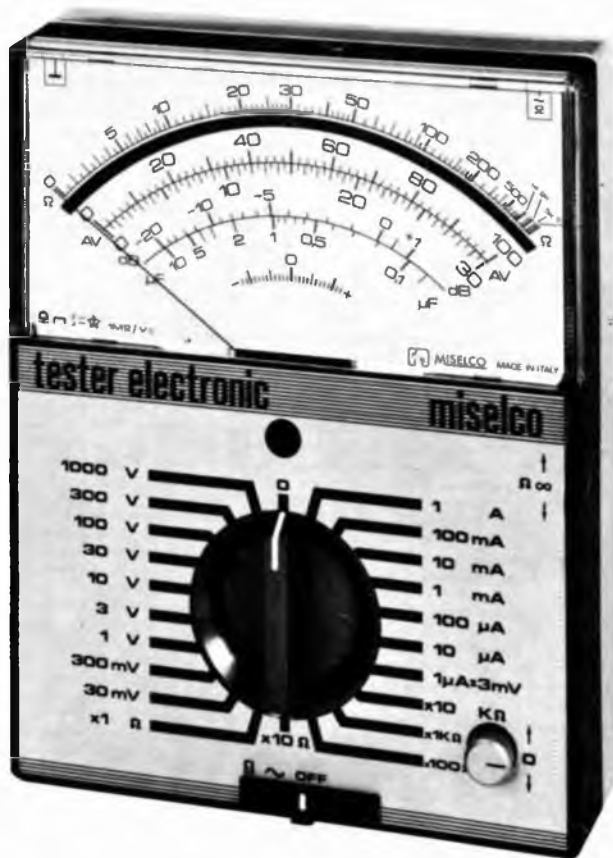 0 5 10 20 30 50 100 200 500
Ω Ω
0 20 40 60 80 100
AV 0 10 20 30 AV
dB -20 -10 -5 0 +1 dB
µF 10 5 2 1 0,5 0,1 µF
- 0 +
1MΩ/V
MISELCO MADE IN ITALY
tester electronic miselco
0
1000 V
300 V
100 V
30 V
10 V
3 V
1 V
300 mV
30 mV
x1 Ω
x10 Ω
1 A
100 mA
10 mA
1 mA
100 µA
10 µA
1µA=3mV
x10 KΩ
x1KΩ
x100
Ω ∞
0
OFF